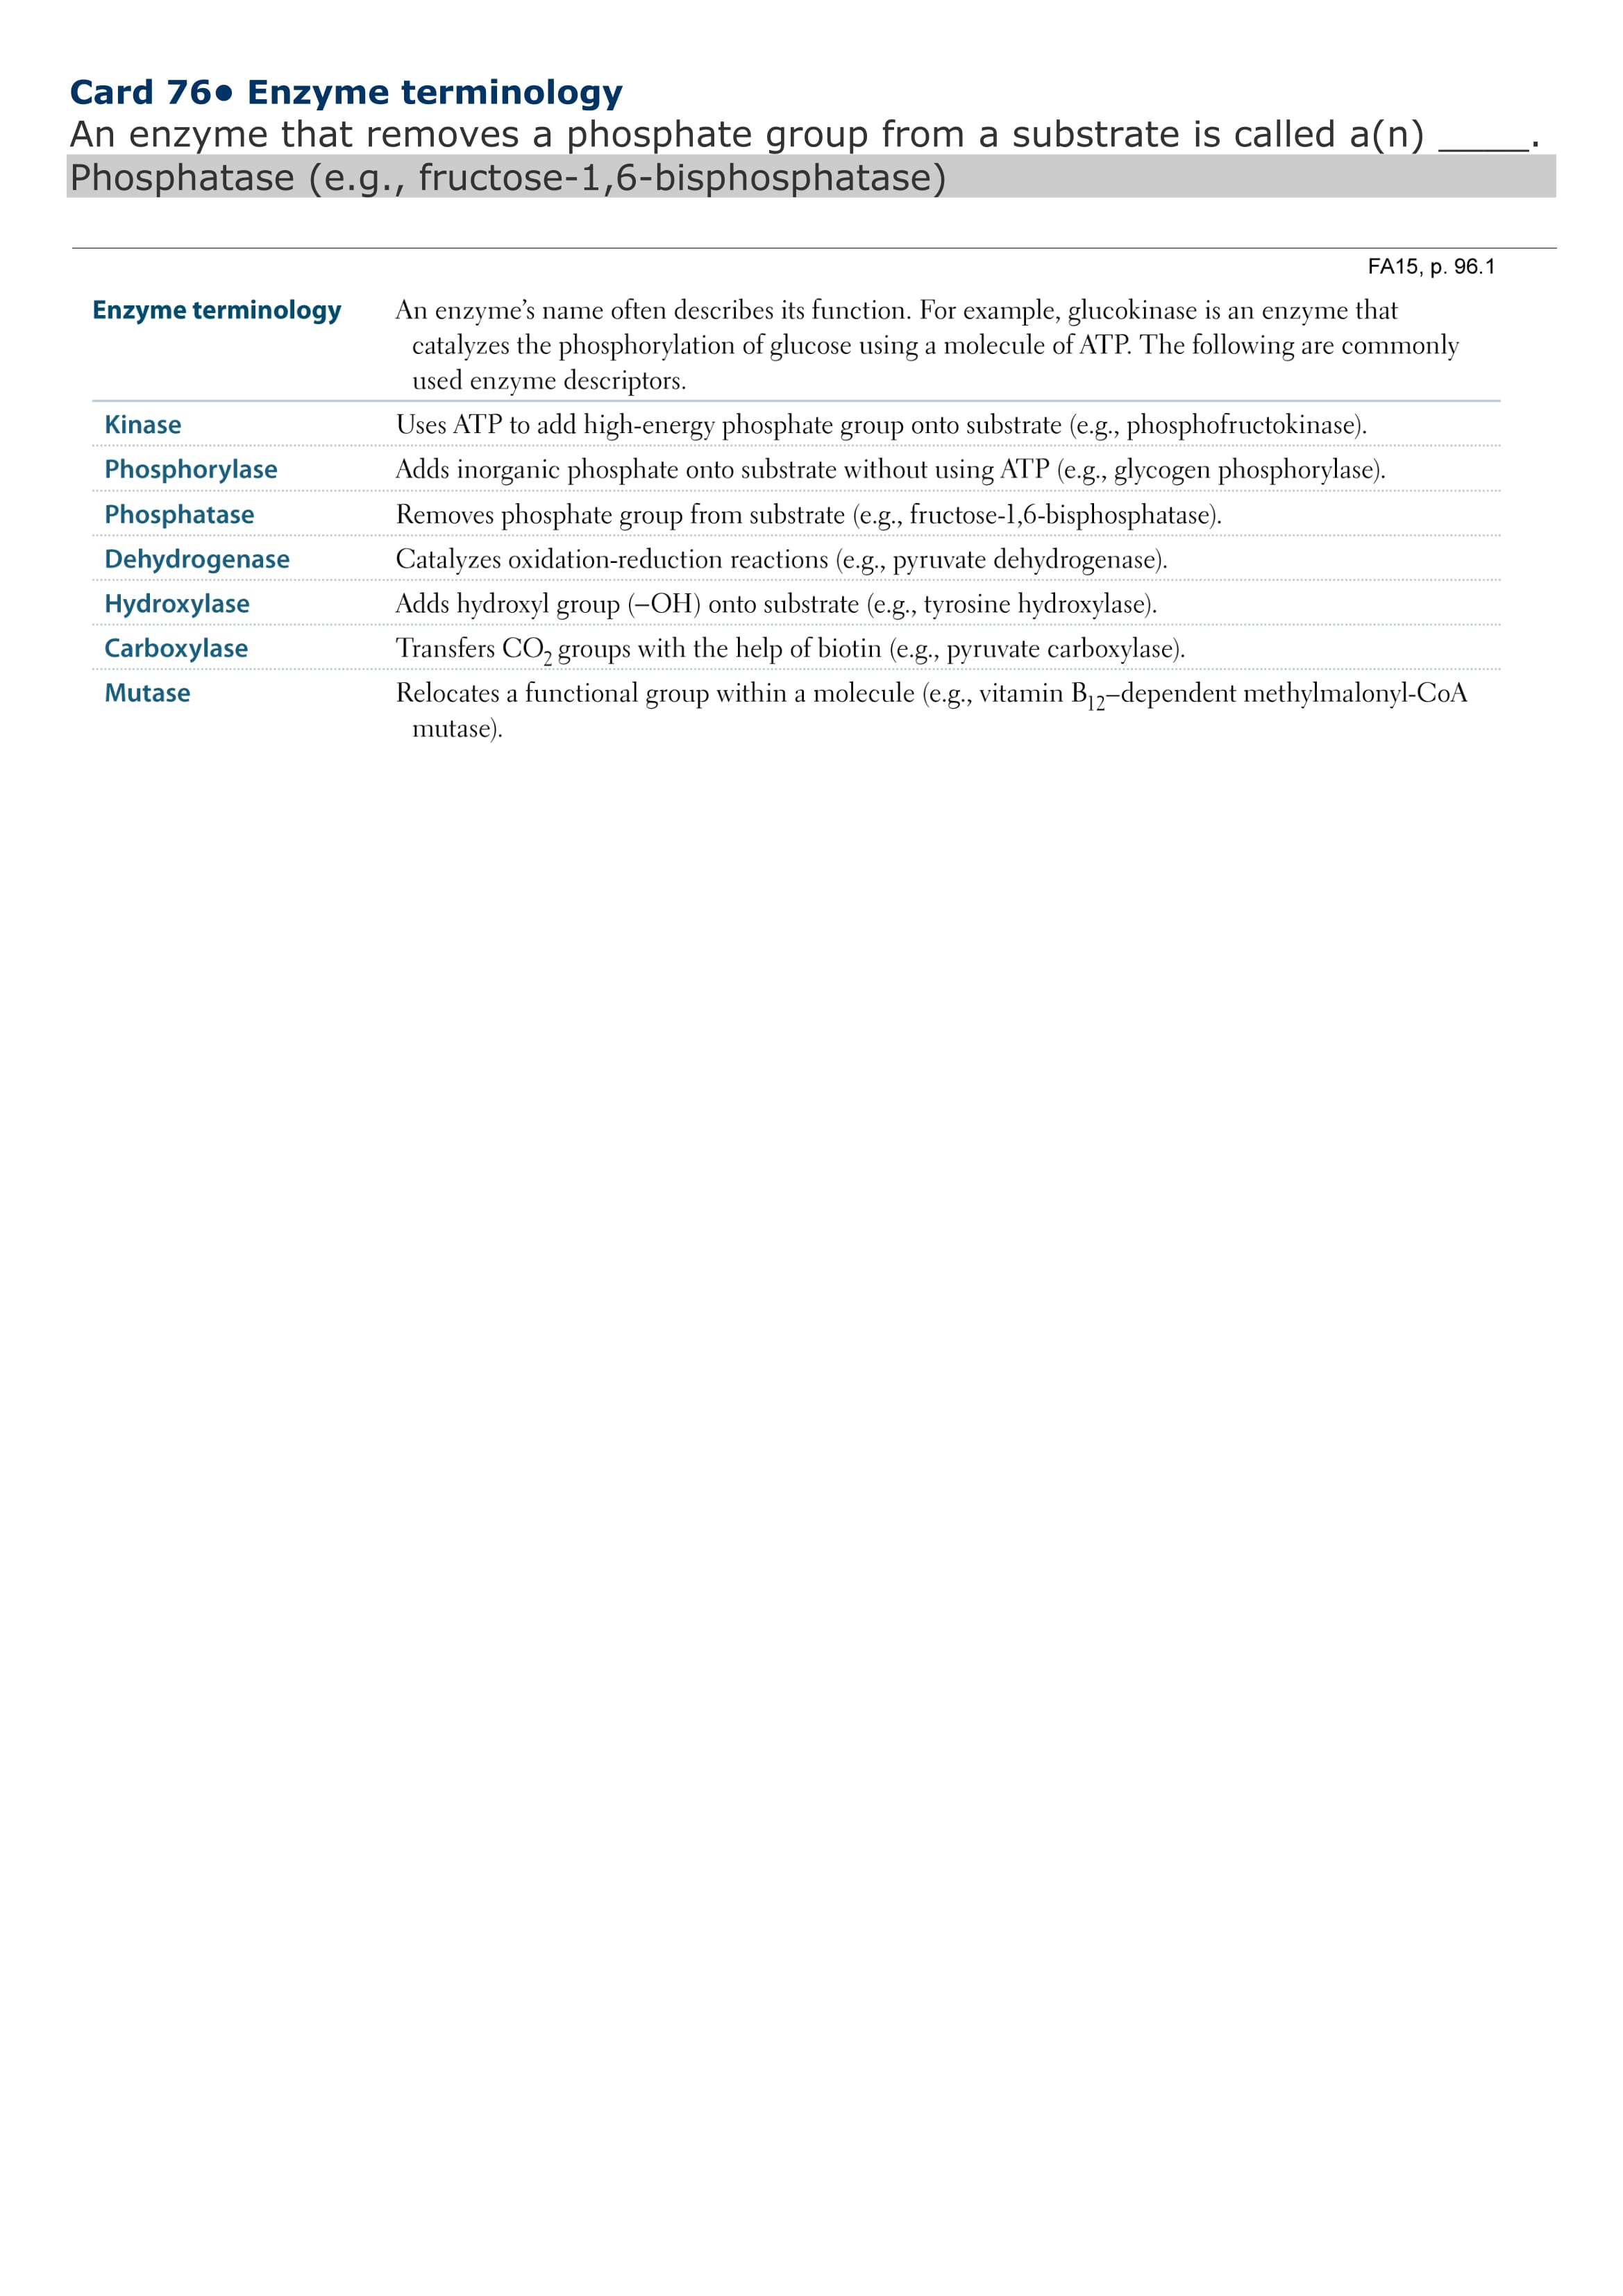 Card 76● Enzyme terminology
An enzyme that removes a phosphate group from a substrate is called a(n) _____.
Phosphatase (e.g., fructose-1,6-bisphosphatase)
FA15, p. 96.1
Enzyme terminology An enzyme’s name often describes its function. For example, glucokinase is an enzyme that
catalyzes the phosphorylation of glucose using a molecule of ATP. The following are commonly
used enzyme descriptors.
Kinase Uses ATP to add high-energy phosphate group onto substrate (e.g., phosphofructokinase).
Phosphorylase Adds inorganic phosphate onto substrate without using ATP (e.g., glycogen phosphorylase).
Phosphatase Removes phosphate group from substrate (e.g., fructose-1,6-bisphosphatase).
Dehydrogenase Catalyzes oxidation-reduction reactions (e.g., pyruvate dehydrogenase).
Hydroxylase Adds hydroxyl group (–OH) onto substrate (e.g., tyrosine hydroxylase).
Carboxylase Transfers CO₂ groups with the help of biotin (e.g., pyruvate carboxylase).
Mutase Relocates a functional group within a molecule (e.g., vitamin B₁₂–dependent methylmalonyl-CoA
mutase).